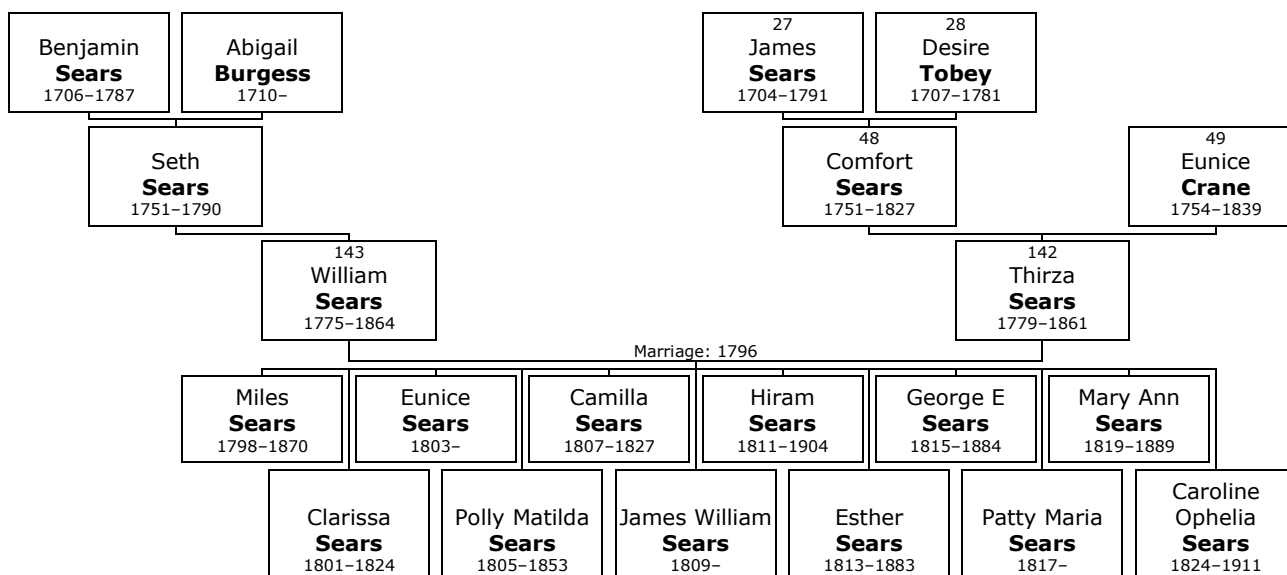 Benjamin
Sears
1706–1787
Abigail
Burgess
1710–
27
James
Sears
1704–1791
28
Desire
Tobey
1707–1781
Seth
Sears
1751–1790
48
Comfort
Sears
1751–1827
49
Eunice
Crane
1754–1839
143
William
Sears
1775–1864
142
Thirza
Sears
1779–1861
Marriage: 1796
Miles
Sears
1798–1870
Eunice
Sears
1803–
Camilla
Sears
1807–1827
Hiram
Sears
1811–1904
George E
Sears
1815–1884
Mary Ann
Sears
1819–1889
Clarissa
Sears
1801–1824
Polly Matilda
Sears
1805–1853
James William
Sears
1809–
Esther
Sears
1813–1883
Patty Maria
Sears
1817–
Caroline
Ophelia
Sears
1824–1911